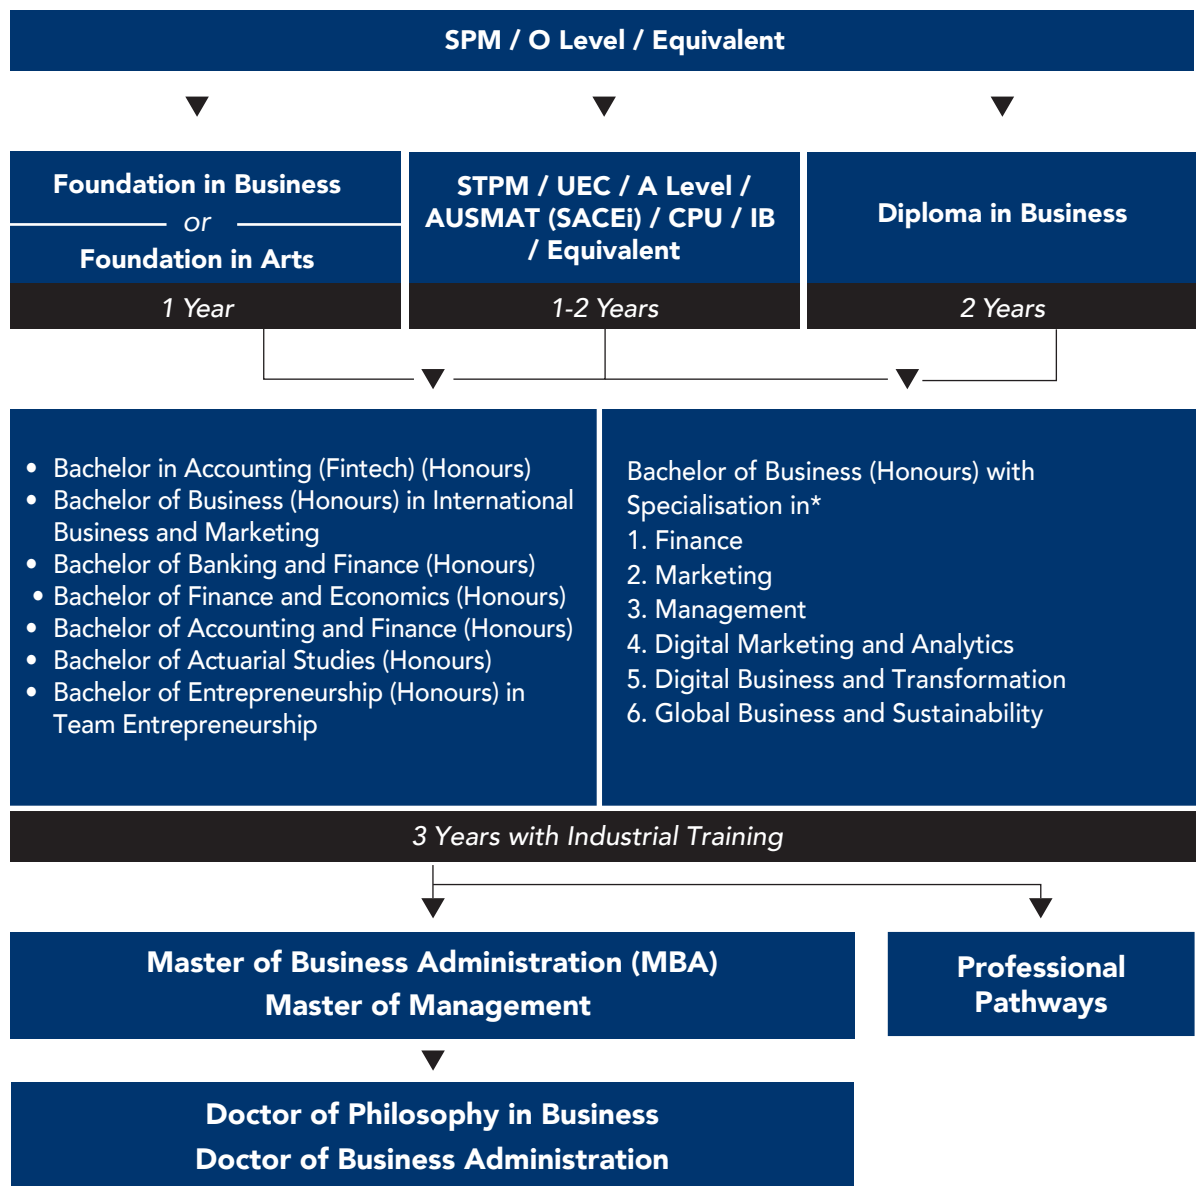 SPM / O Level / Equivalent
Foundation in Business
or
Foundation in Arts
1 Year
STPM / UEC / A Level /
AUSMAT (SACEi) / CPU / IB
/ Equivalent
1-2 Years
Diploma in Business
2 Years
• Bachelor in Accounting (Fintech) (Honours)
• Bachelor of Business (Honours) in International
Business and Marketing
• Bachelor of Banking and Finance (Honours)
• Bachelor of Finance and Economics (Honours)
• Bachelor of Accounting and Finance (Honours)
• Bachelor of Actuarial Studies (Honours)
• Bachelor of Entrepreneurship (Honours) in
Team Entrepreneurship
Bachelor of Business (Honours) with
Specialisation in*
1. Finance
2. Marketing
3. Management
4. Digital Marketing and Analytics
5. Digital Business and Transformation
6. Global Business and Sustainability
3 Years with Industrial Training
Master of Business Administration (MBA)
Master of Management
Professional
Pathways
Doctor of Philosophy in Business
Doctor of Business Administration